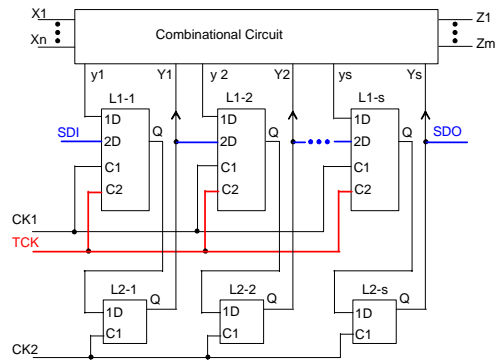 X1
Xn
Combinational Circuit
Z1
Zm
y1 Y1 y 2 Y2 ys Ys
L1-1 L1-2 L1-s
1D Q 1D Q 1D Q
SDI 2D 2D 2D SDO
C1 C1 C1
C2 C2 C2
CK1
TCK
L2-1 L2-2 L2-s
1D Q 1D Q 1D Q
C1 C1 C1
CK2